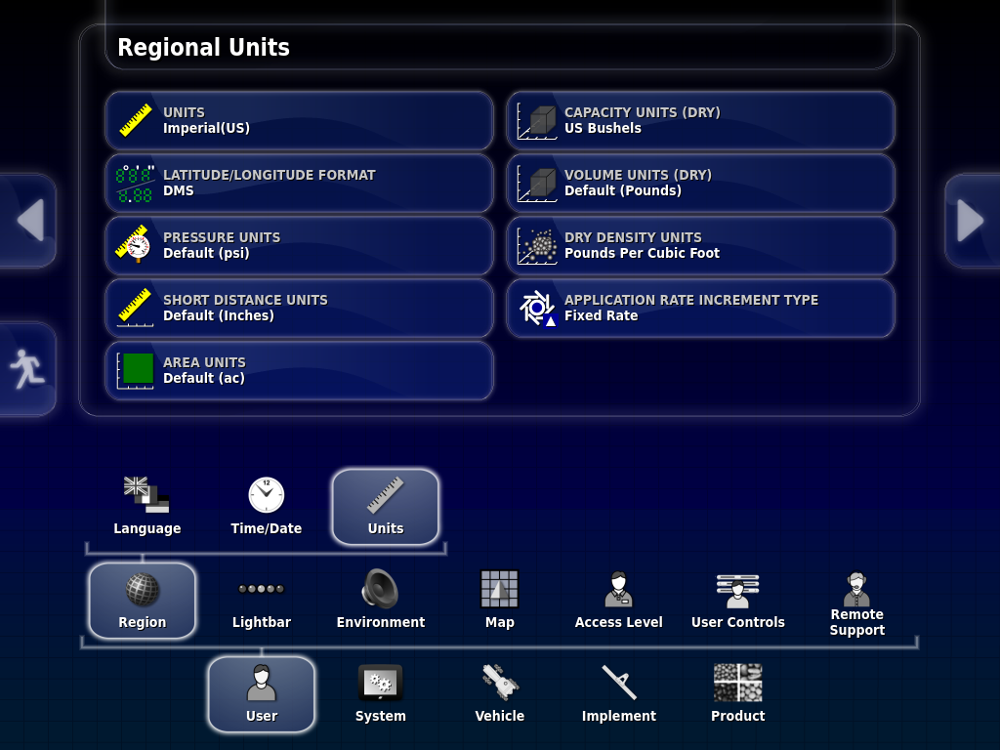 Regional Units
UNITS
Imperial(US)
CAPACITY UNITS (DRY)
US Bushels
LATITUDE/LONGITUDE FORMAT
DMS
VOLUME UNITS (DRY)
Default (Pounds)
PRESSURE UNITS
Default (psi)
DRY DENSITY UNITS
Pounds Per Cubic Foot
SHORT DISTANCE UNITS
Default (Inches)
APPLICATION RATE INCREMENT TYPE
Fixed Rate
AREA UNITS
Default (ac)
12
Language
Time/Date
Units
Region
Lightbar
Environment
Map
Access Level
User Controls
Remote
Support
User
System
Vehicle
Implement
Product